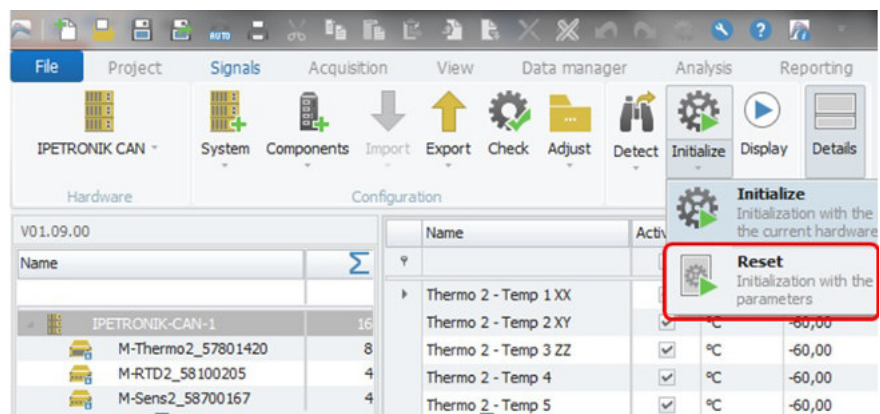 AUTO
File Project Signals Acquisition View Data manager Analysis Reporting
IPETRONIK CAN System Components Import Export Check Adjust Detect Initialize Display Details
Hardware Configuration
Initialize
Initialization with the
the current hardware
Reset
Initialization with the
parameters
V01.09.00
Name Σ
Name Activ
IPETRONIK-CAN-1 16
M-Thermo2_57801420 8
M-RTD2_58100205 4
M-Sens2_58700167 4
Thermo 2 - Temp 1 XX
Thermo 2 - Temp 2 XY °C -60,00
Thermo 2 - Temp 3 ZZ °C -60,00
Thermo 2 - Temp 4 °C -60,00
Thermo 2 - Temp 5 °C -60,00